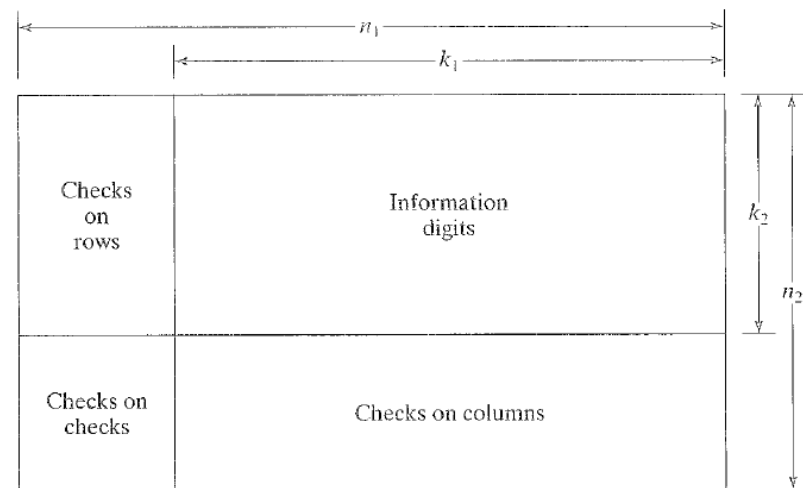 n₁
k₁
Checks
on
rows
Information
digits
k₂
n₂
Checks on
checks
Checks on columns